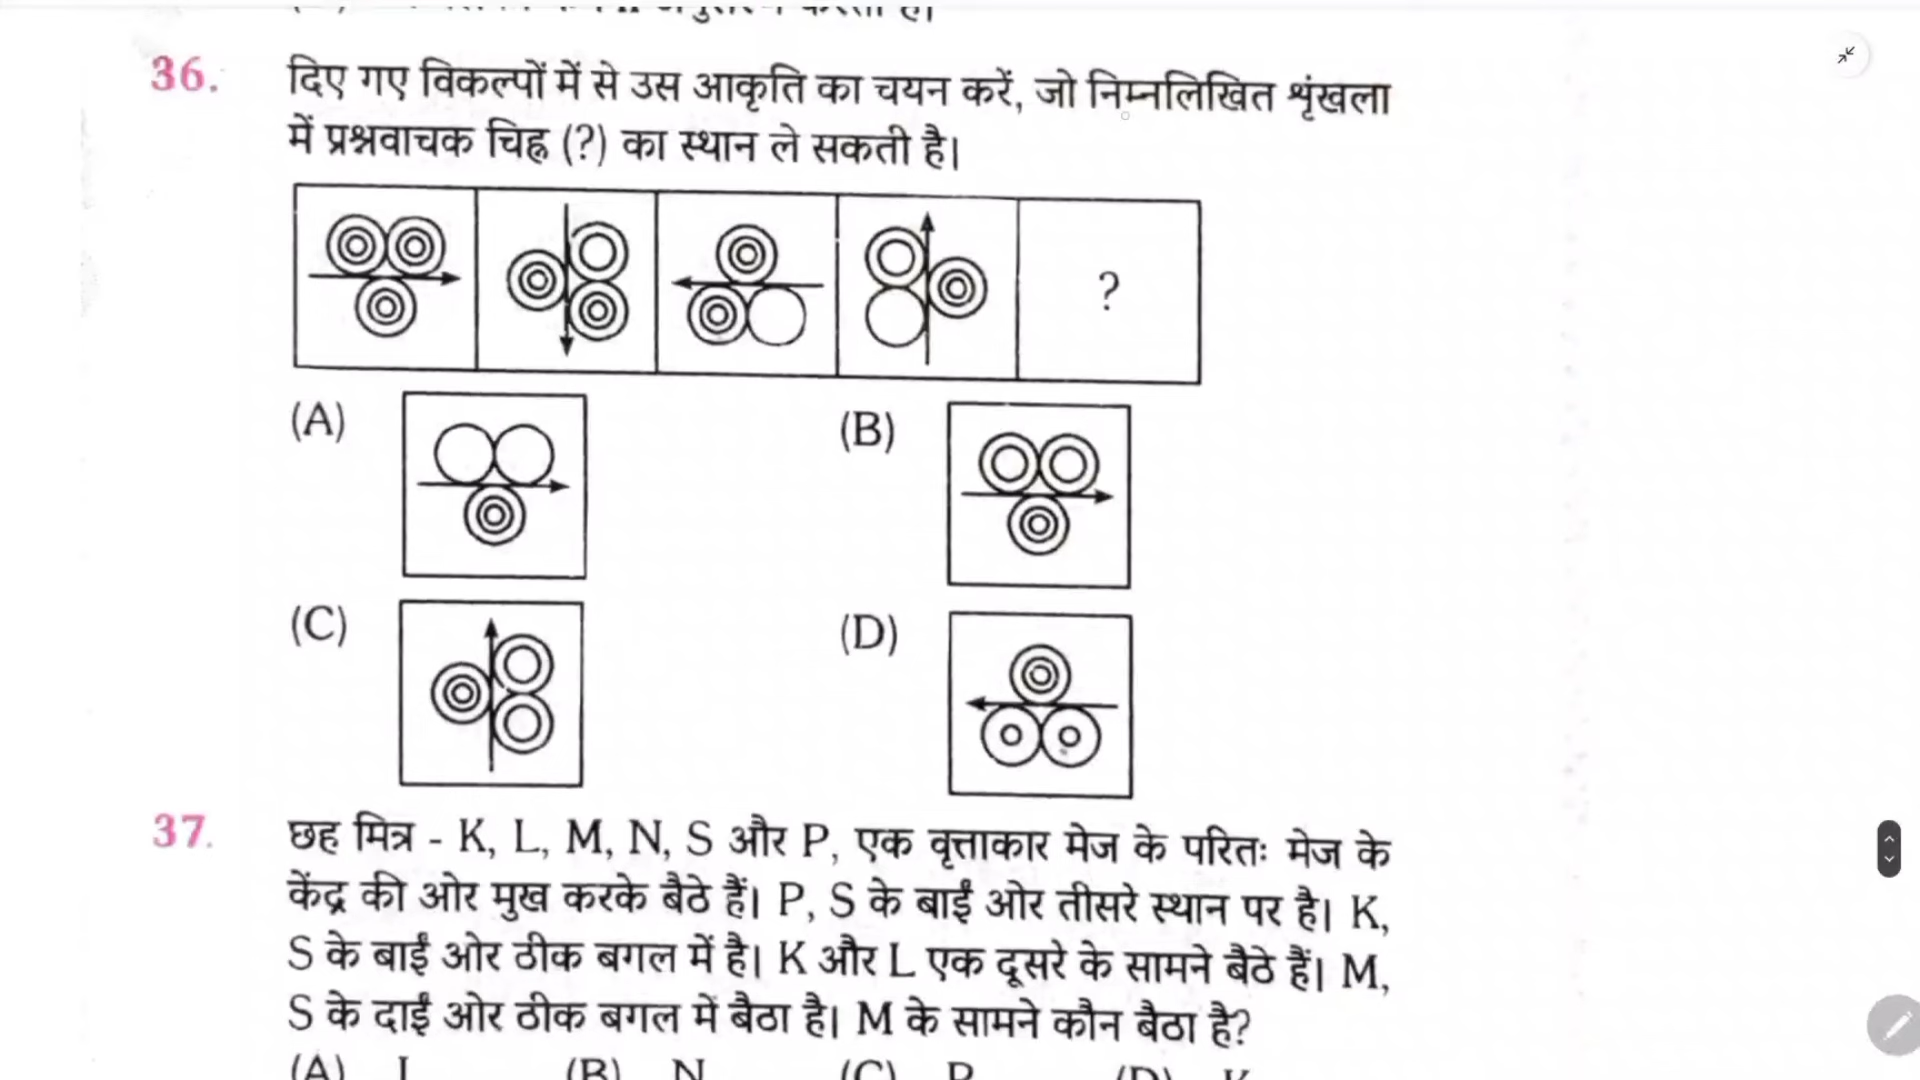 36. दिए गए विकल्पों में से उस आकृति का चयन करें, जो निम्नलिखित शृंखला
में प्रश्नवाचक चिह्न (?) का स्थान ले सकती है।
?
(A) (B)
(C) (D)
37. छह मित्र - K, L, M, N, S और P, एक वृत्ताकार मेज के परितः मेज के
केंद्र की ओर मुख करके बैठे हैं। P, S के बाईं ओर तीसरे स्थान पर है। K,
S के बाईं ओर ठीक बगल में है। K और L एक दूसरे के सामने बैठे हैं। M,
S के दाईं ओर ठीक बगल में बैठा है। M के सामने कौन बैठा है?
(A) (B) N (C) P (D) K